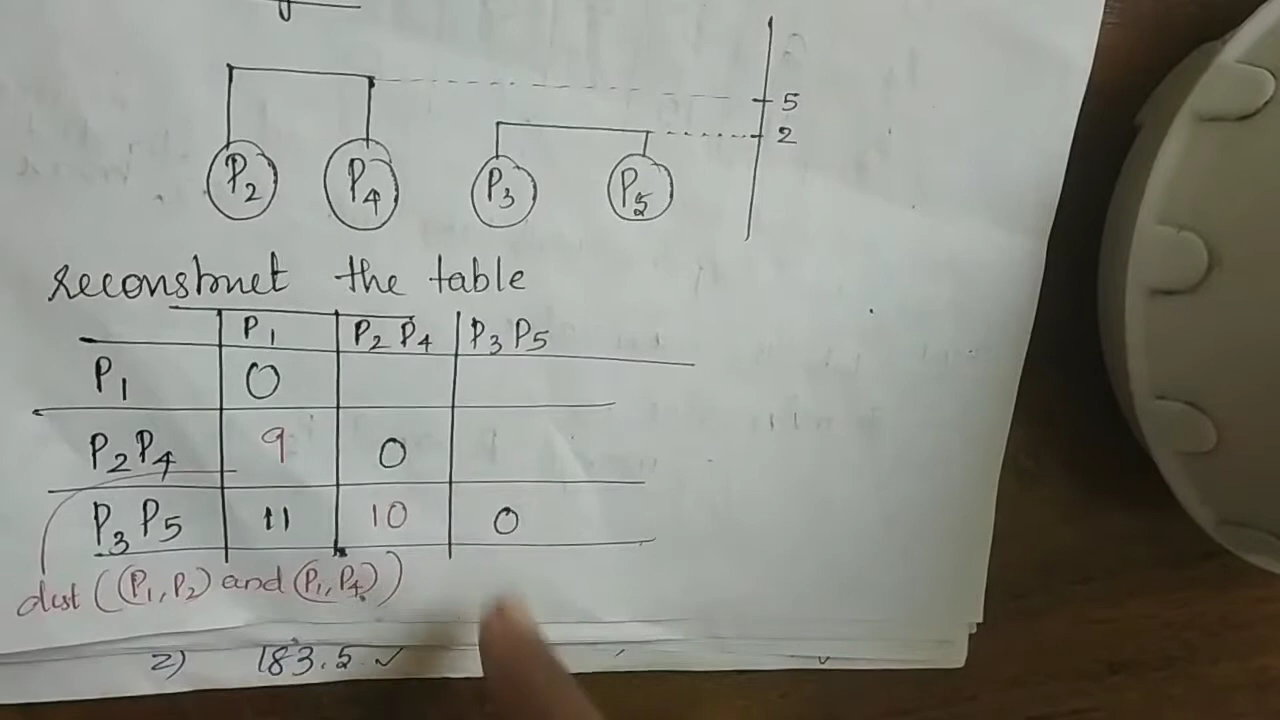 5
2
P2 P4 P3 P5
reconstruct the table
P1 P2 P4 P3 P5
P1 0
P2P4 9 0
P3 P5 11 10 0
dist ((P1, P2) and (P1, P4))
2) 183.5 ✓